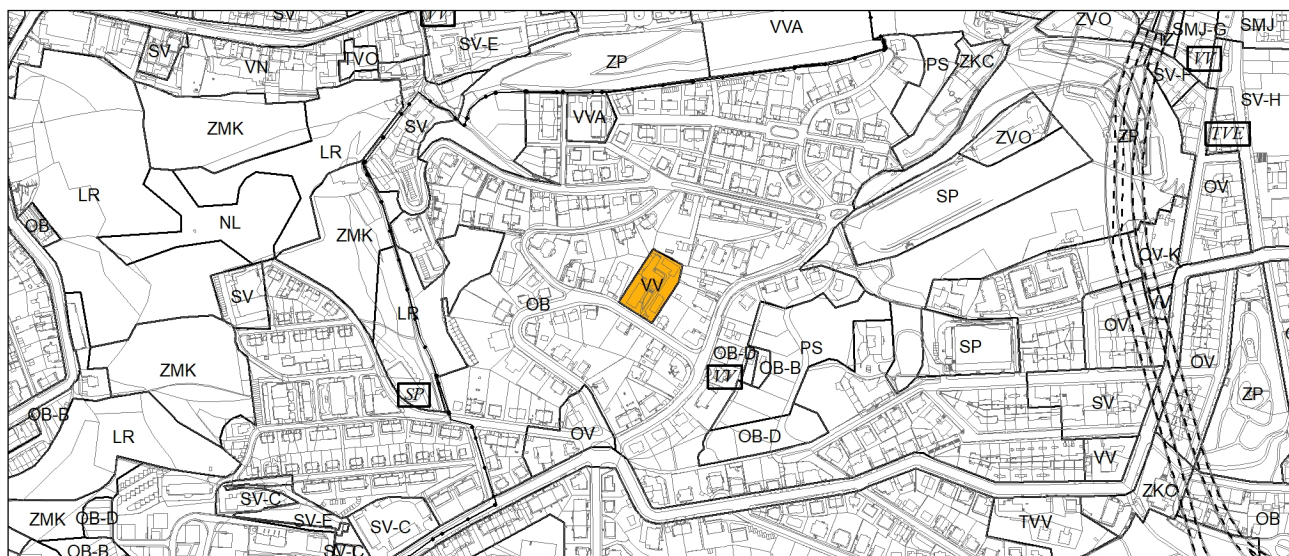 SV
VV
SV-E
VVA
ZVO
SMJ-G
SMJ
VN
TVO
ZP
PS
ZKC
VV
SV-H
ZMK
SV
VVA
ZVO
ZP
TVE
LR
LR
SP
OV
OB
NL
ZMK
OV-K
SV
OB
VV
LR
VV
OV
SP
OV
ZMK
OB-D
PS
OB-B
VV
SP
ZP
OB-B
SV
LR
OV
OB-D
VV
SV-C
ZMK
OB-D
SV-E
SV-C
TVV
OB
OB-B
SV-C